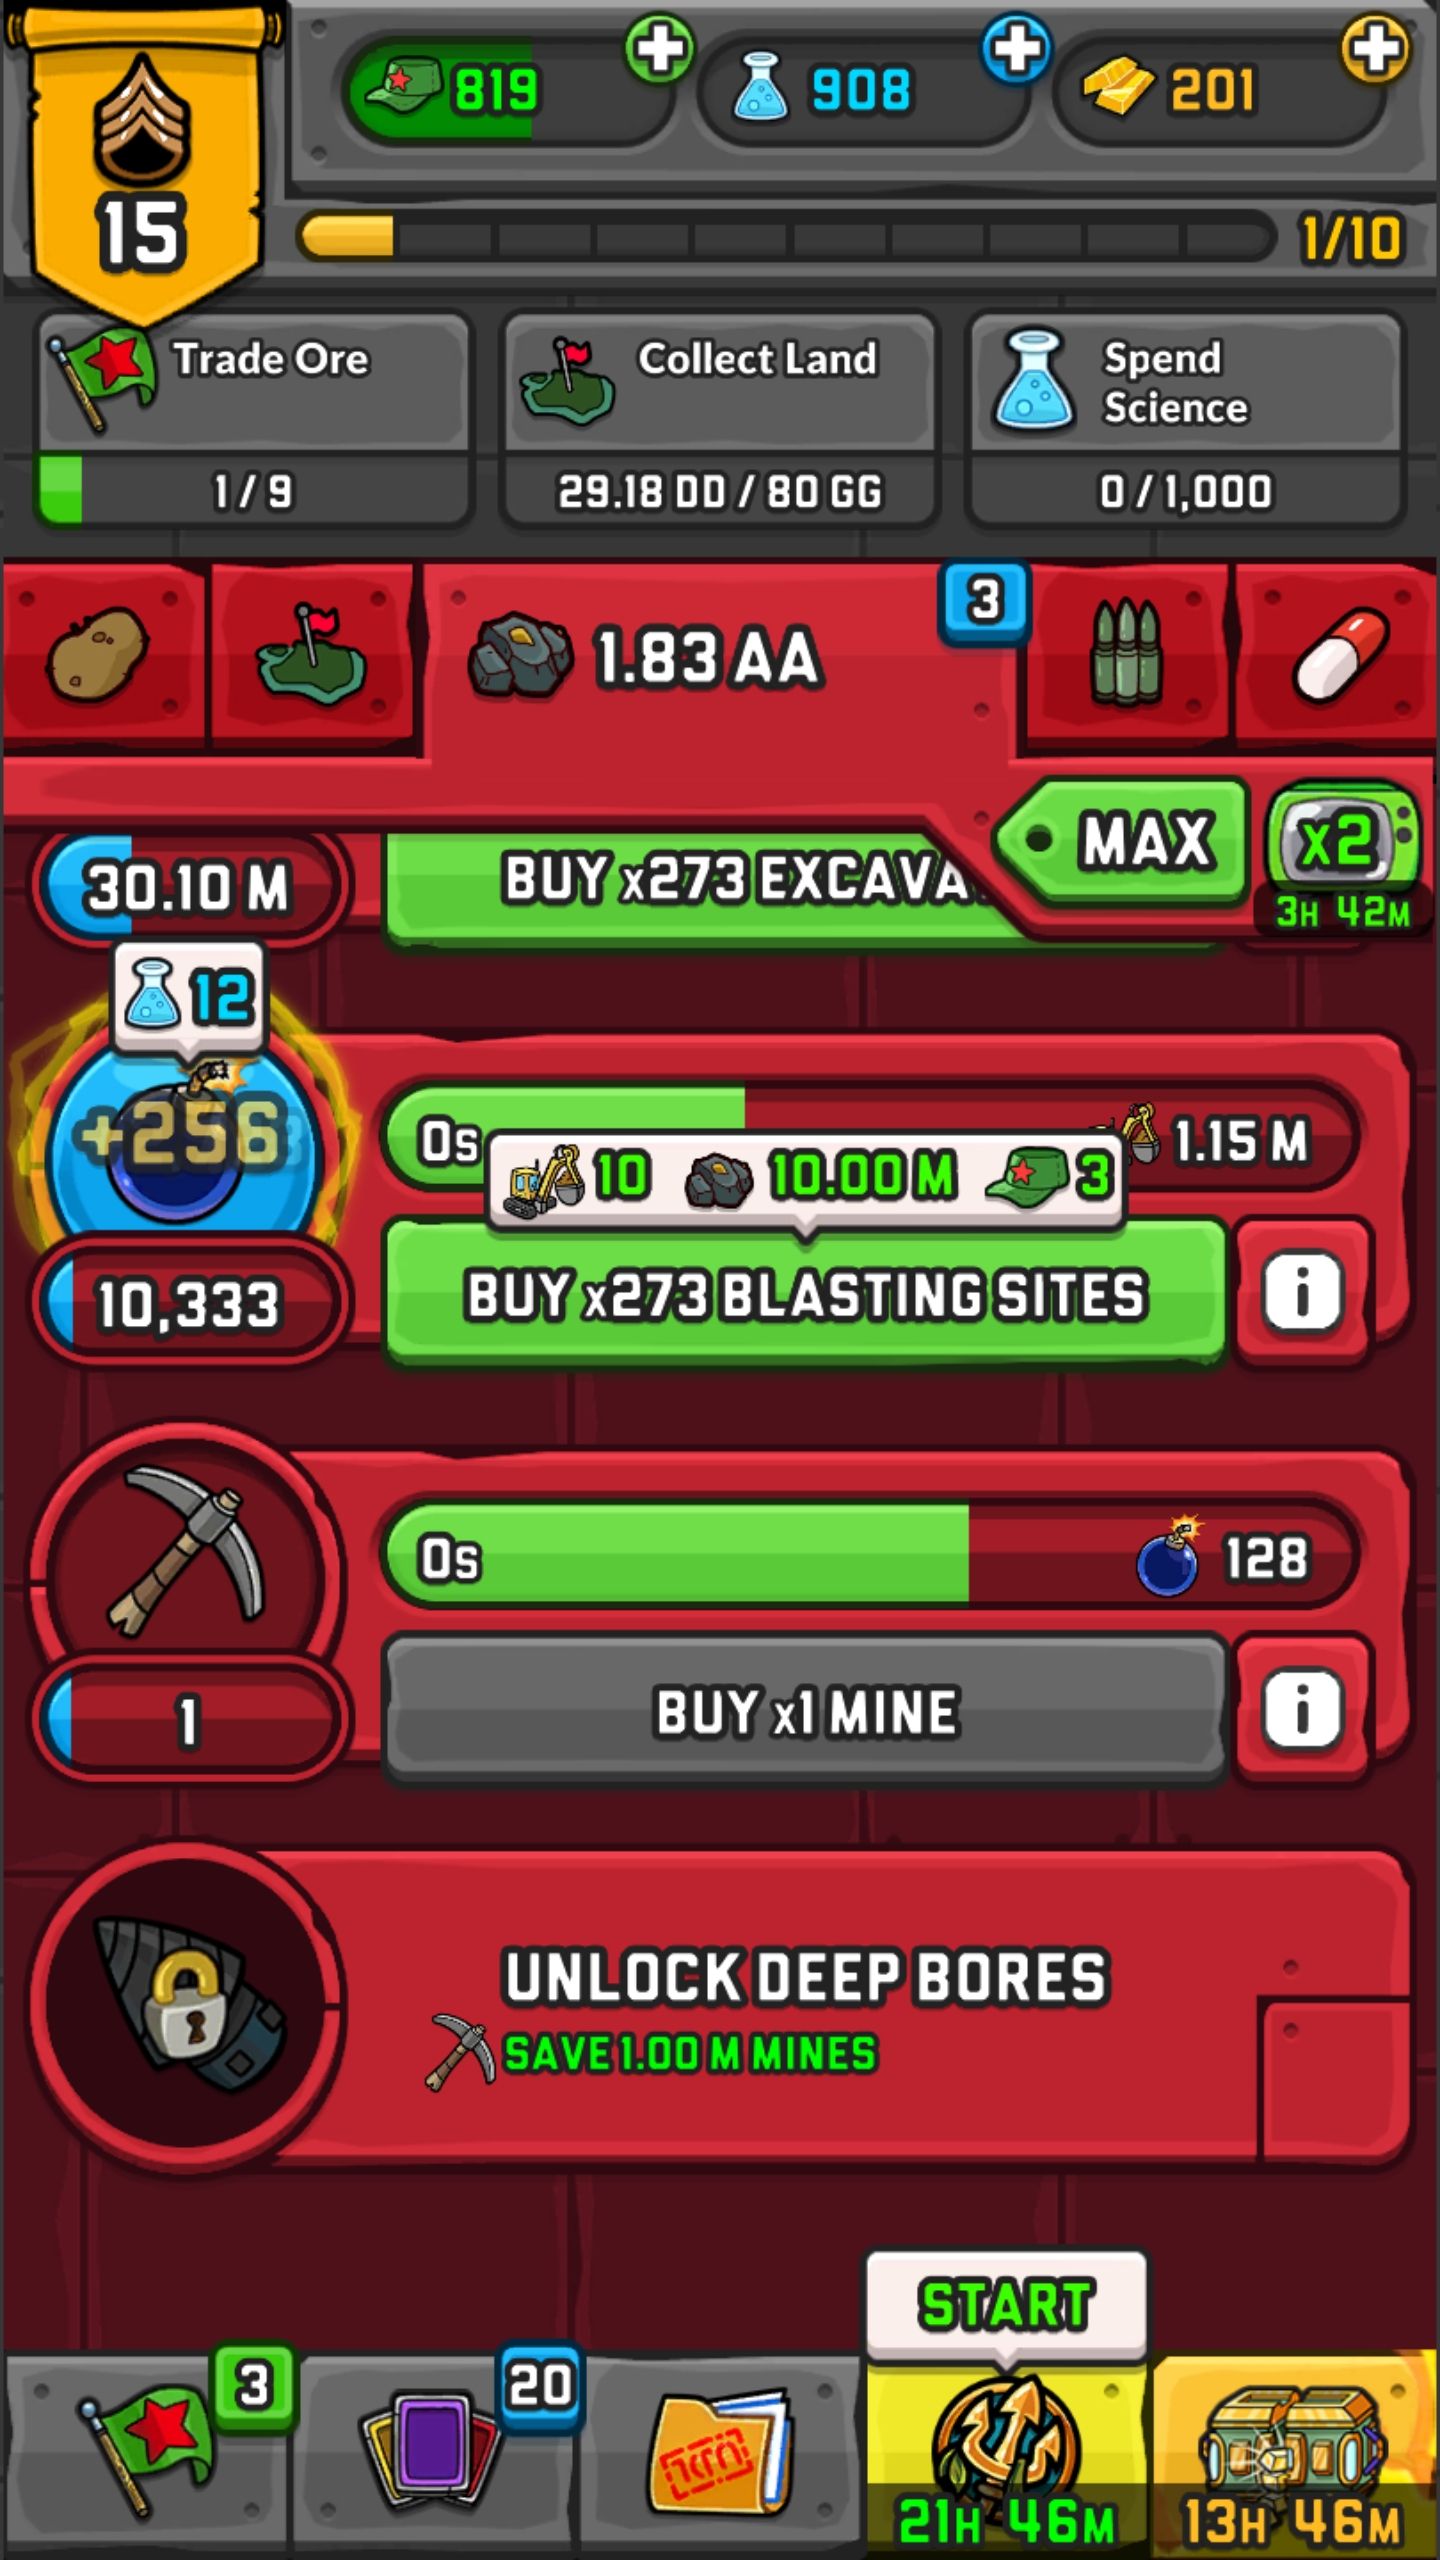 819
908
201
15
1/10
Trade Ore
Collect Land
Spend
Science
1/9
29.18 DD / 80 GG
0/1,000
1.83 AA
3
MAX
x2
3H 42M
30.10 M
BUY x273 EXCAVA
12
+256
0s
1.15 M
10
10.00 M
3
10,333
BUY x273 BLASTING SITES
i
0s
128
1
BUY x1 MINE
i
UNLOCK DEEP BORES
SAVE 1.00 M MINES
START
3
20
21H 46M
13H 46M